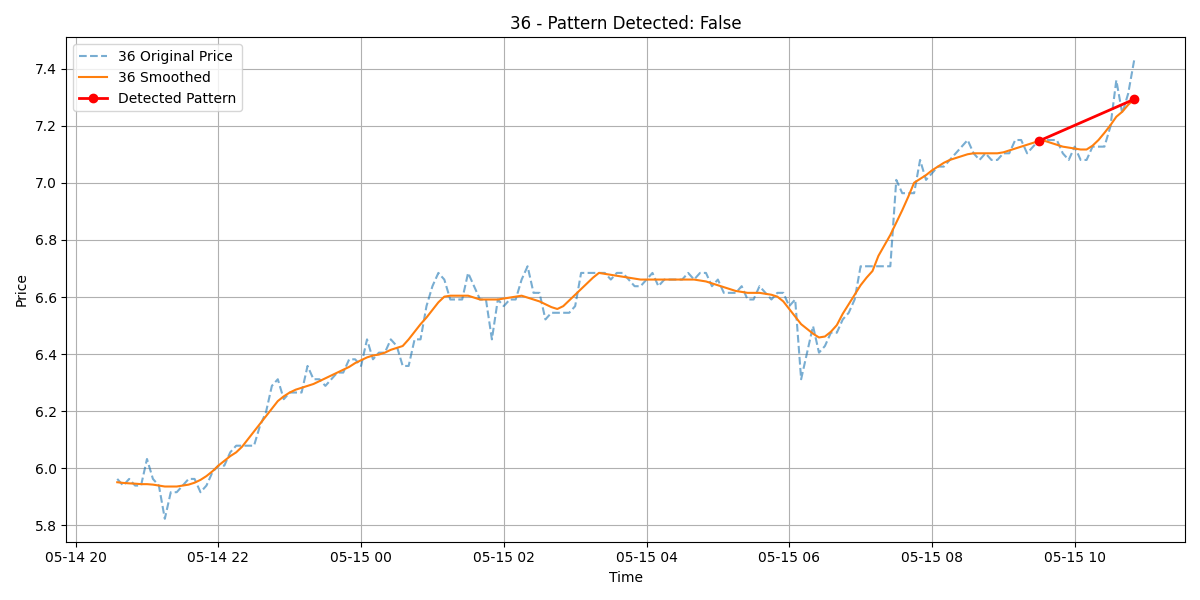 36 - Pattern Detected: False
36 Original Price
36 Smoothed
Detected Pattern
Price
7.4
7.2
7.0
6.8
6.6
6.4
6.2
6.0
5.8
05-14 20 05-14 22 05-15 00 05-15 02 05-15 04 05-15 06 05-15 08 05-15 10
Time